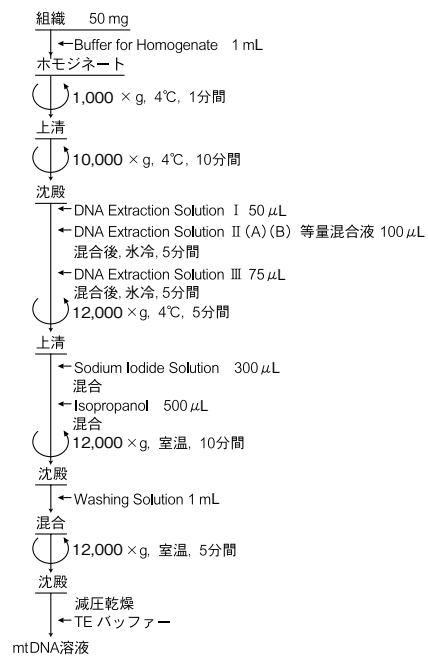 組織 50 mg
Buffer for Homogenate 1 mL
ホモジネート
1,000 × g, 4℃, 1分間
上清
10,000 × g, 4℃, 10分間
沈殿
DNA Extraction Solution Ⅰ 50 μL
DNA Extraction Solution Ⅱ (A)(B) 等量混合液 100 μL
混合後, 氷冷, 5分間
DNA Extraction Solution Ⅲ 75 μL
混合後, 氷冷, 5分間
12,000 × g, 4℃, 5分間
上清
Sodium Iodide Solution 300 μL
混合
Isopropanol 500 μL
混合
12,000 × g, 室温, 10分間
沈殿
Washing Solution 1 mL
混合
12,000 × g, 室温, 5分間
沈殿
減圧乾燥
TE バッファー
mtDNA溶液